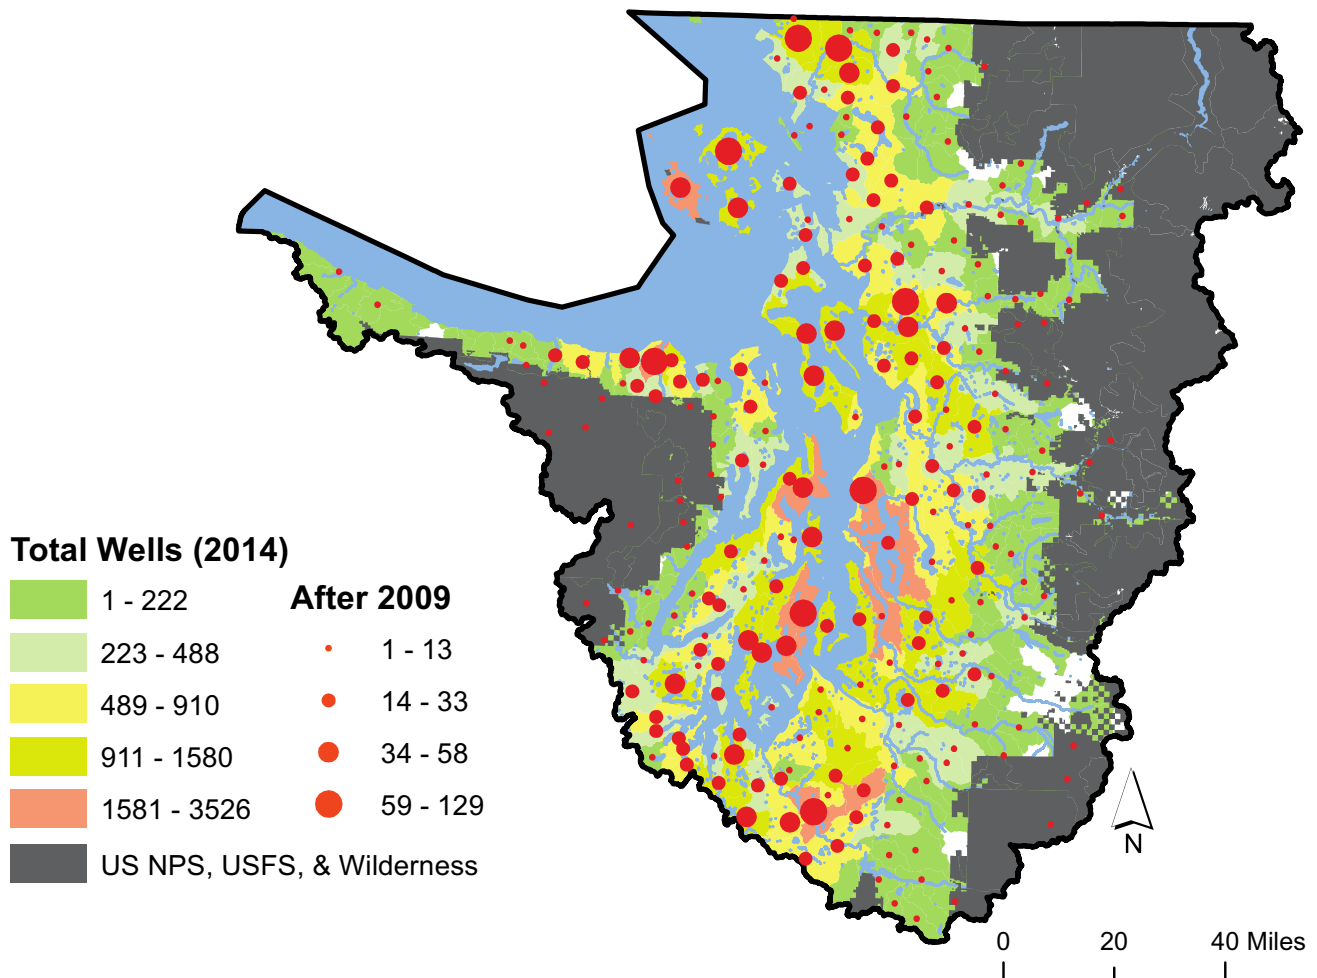 Total Wells (2014)
1 - 222
223 - 488
489 - 910
911 - 1580
1581 - 3526
US NPS, USFS, & Wilderness
After 2009
1 - 13
14 - 33
34 - 58
59 - 129
N
0 20 40 Miles